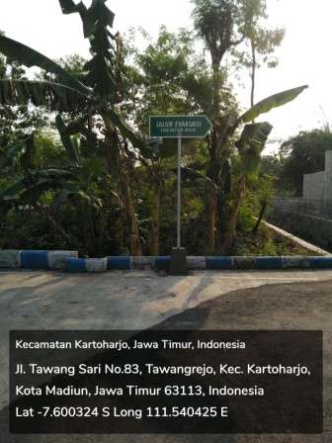 JALUR EVAKUASI
Kecamatan Kartoharjo, Jawa Timur, Indonesia
Jl. Tawang Sari No.83, Tawangrejo, Kec. Kartoharjo,
Kota Madiun, Jawa Timur 63113, Indonesia
Lat -7.600324 S Long 111.540425 E